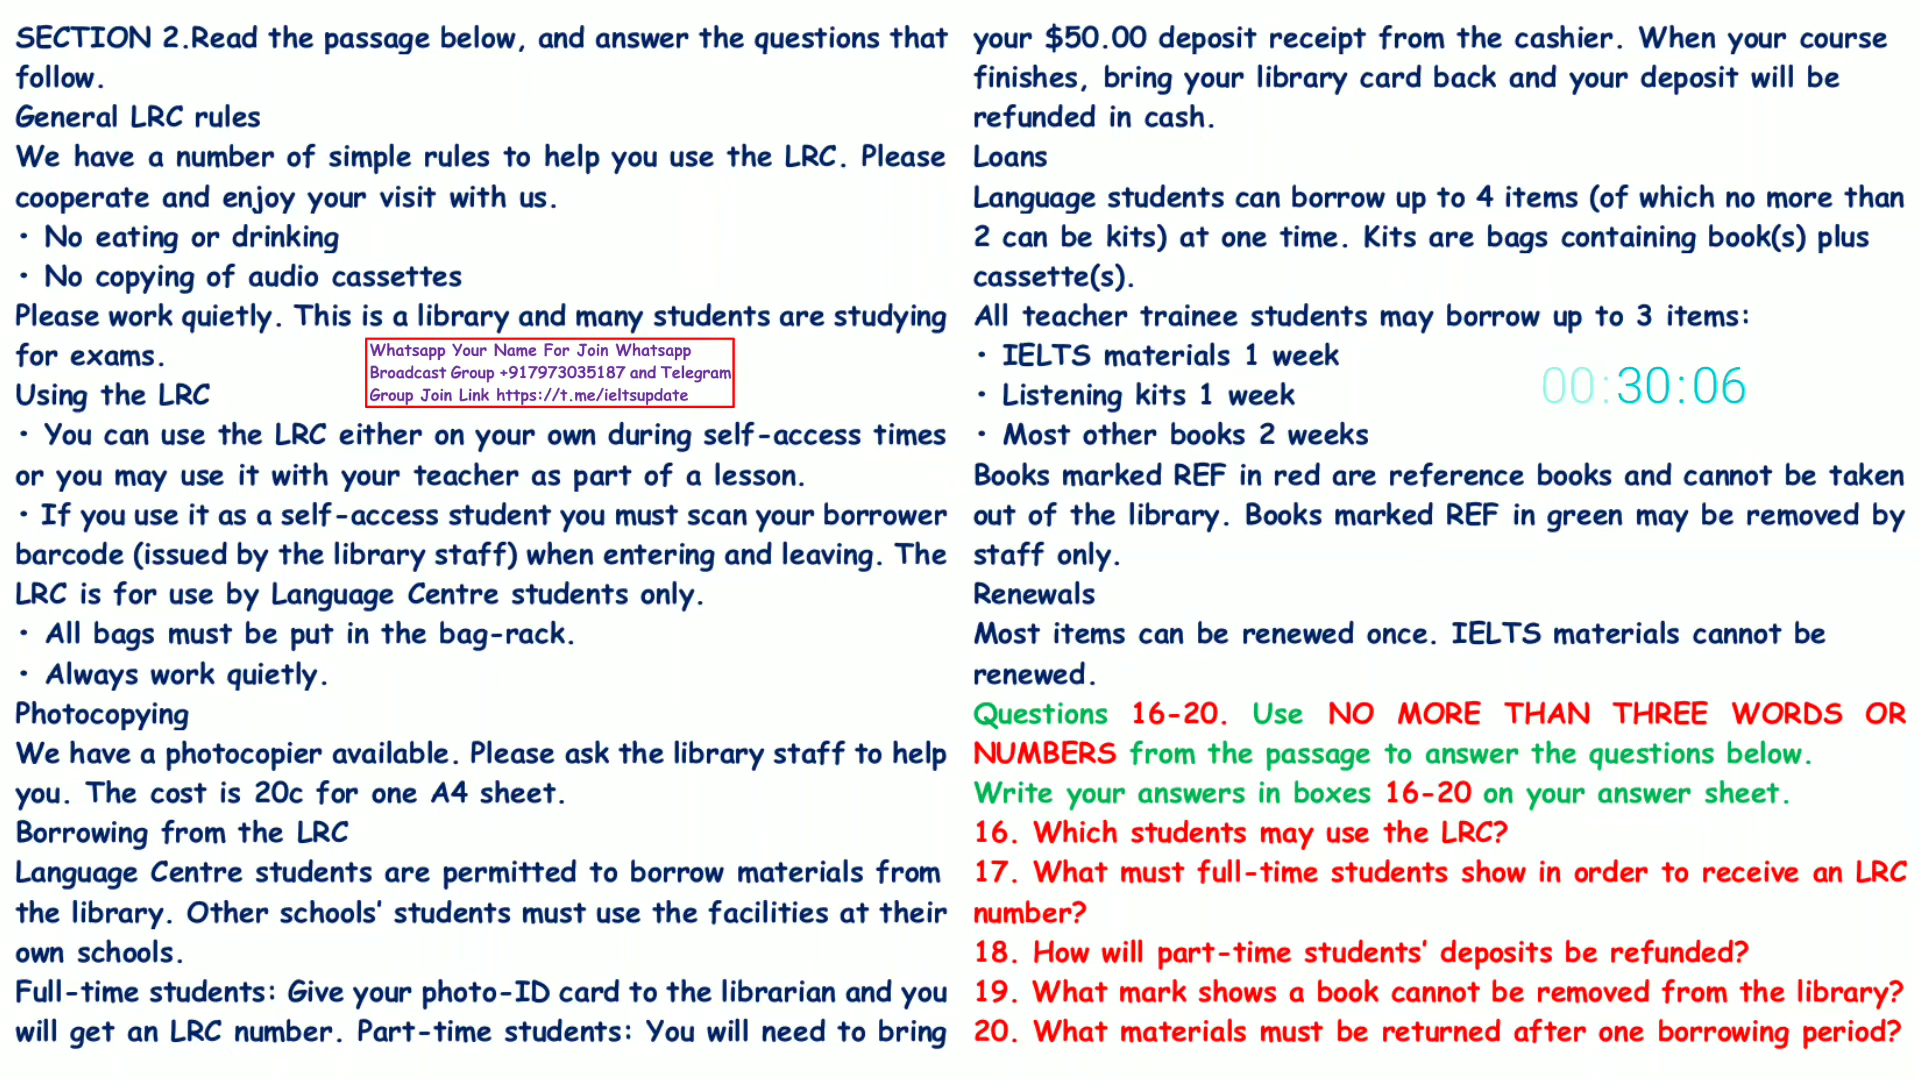 SECTION 2.Read the passage below, and answer the questions that
follow.
General LRC rules
We have a number of simple rules to help you use the LRC. Please
cooperate and enjoy your visit with us.
• No eating or drinking
• No copying of audio cassettes
Please work quietly. This is a library and many students are studying
for exams.
Whatsapp Your Name For Join Whatsapp
Broadcast Group +917973035187 and Telegram
Group Join Link https://t.me/ieltsupdate
Using the LRC
• You can use the LRC either on your own during self-access times
or you may use it with your teacher as part of a lesson.
• If you use it as a self-access student you must scan your borrower
barcode (issued by the library staff) when entering and leaving. The
LRC is for use by Language Centre students only.
• All bags must be put in the bag-rack.
• Always work quietly.
Photocopying
We have a photocopier available. Please ask the library staff to help
you. The cost is 20c for one A4 sheet.
Borrowing from the LRC
Language Centre students are permitted to borrow materials from
the library. Other schools' students must use the facilities at their
own schools.
Full-time students: Give your photo-ID card to the librarian and you
will get an LRC number. Part-time students: You will need to bring
your $50.00 deposit receipt from the cashier. When your course
finishes, bring your library card back and your deposit will be
refunded in cash.
Loans
Language students can borrow up to 4 items (of which no more than
2 can be kits) at one time. Kits are bags containing book(s) plus
cassette(s).
All teacher trainee students may borrow up to 3 items:
• IELTS materials 1 week
• Listening kits 1 week
• Most other books 2 weeks
00:30:06
Books marked REF in red are reference books and cannot be taken
out of the library. Books marked REF in green may be removed by
staff only.
Renewals
Most items can be renewed once. IELTS materials cannot be
renewed.
Questions 16-20. Use NO MORE THAN THREE WORDS OR
NUMBERS from the passage to answer the questions below.
Write your answers in boxes 16-20 on your answer sheet.
16. Which students may use the LRC?
17. What must full-time students show in order to receive an LRC
number?
18. How will part-time students' deposits be refunded?
19. What mark shows a book cannot be removed from the library?
20. What materials must be returned after one borrowing period?